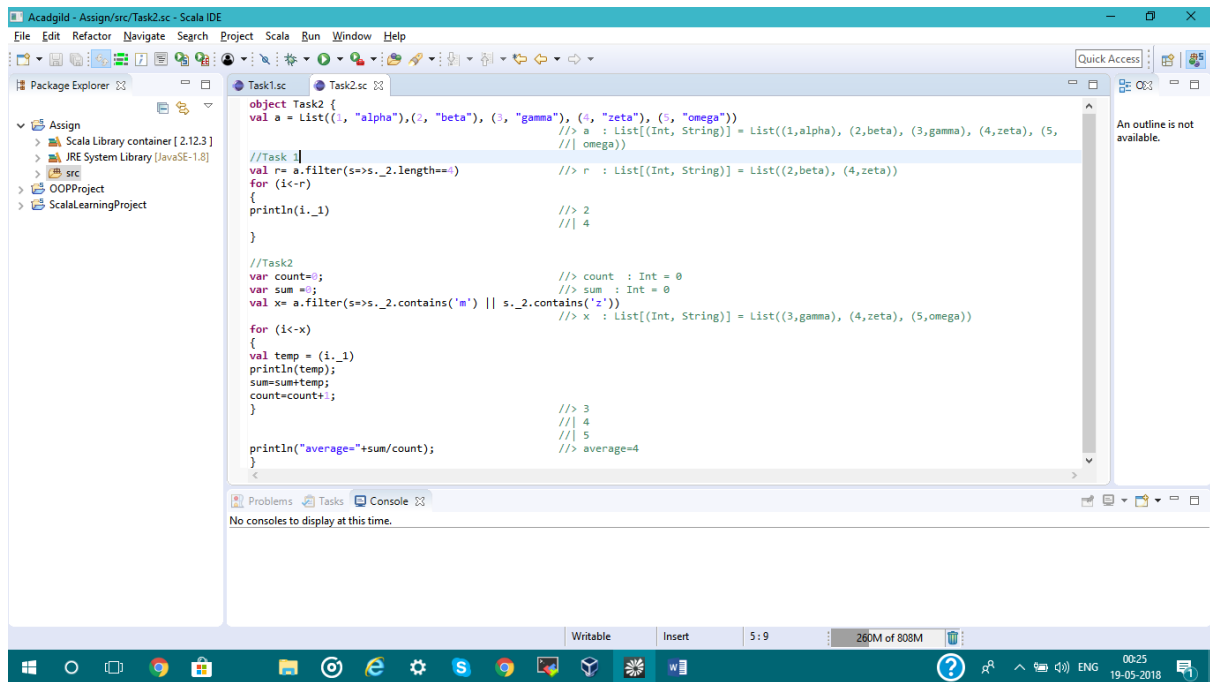 Acadgild - Assign/src/Task2.sc - Scala IDE
File Edit Refactor Navigate Search Project Scala Run Window Help
Quick Access
Package Explorer
Task1.sc Task2.sc
Assign
Scala Library container [ 2.12.3 ]
JRE System Library [JavaSE-1.8]
src
OOPProject
ScalaLearningProject
object Task2 {
val a = List((1, "alpha"),(2, "beta"), (3, "gamma"), (4, "zeta"), (5, "omega"))
//> a : List[(Int, String)] = List((1,alpha), (2,beta), (3,gamma), (4,zeta), (5,
//| omega))
//Task 1
val r= a.filter(s=>s._2.length==4) //> r : List[(Int, String)] = List((2,beta), (4,zeta))
for (i<-r)
{
println(i._1) //> 2
//| 4
}
//Task2
var count=0; //> count : Int = 0
var sum =0; //> sum : Int = 0
val x= a.filter(s=>s._2.contains('m') || s._2.contains('z'))
//> x : List[(Int, String)] = List((3,gamma), (4,zeta), (5,omega))
for (i<-x)
{
val temp = (i._1)
println(temp);
sum=sum+temp;
count=count+1;
} //> 3
//| 4
//| 5
println("average="+sum/count); //> average=4
}
An outline is not
available.
Problems Tasks Console
No consoles to display at this time.
Writable Insert 5 : 9 260M of 808M
ENG
00:25
19-05-2018